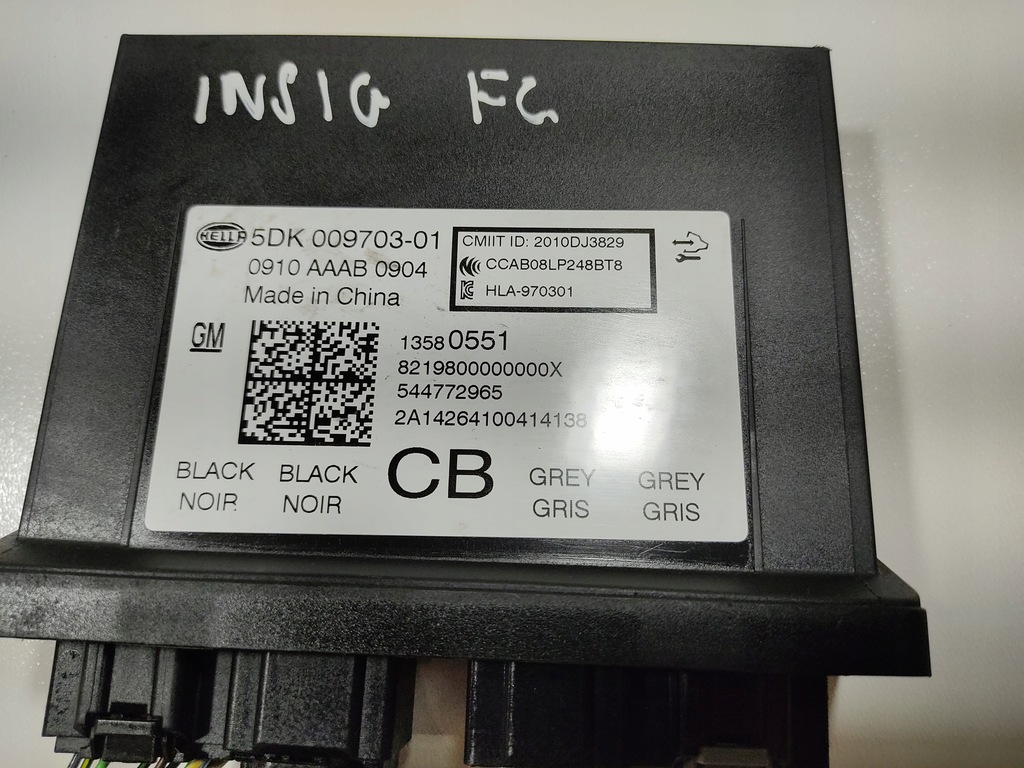 INSIG FG
HELLA 5DK 009703-01
0910 AAAB 0904
Made in China
CMIIT ID: 2010DJ3829
CCAB08LP248BT8
HLA-970301
GM
13580551
8219800000000X
544772965
2A14264100414138
BLACK BLACK CB GREY GREY
NOIR NOIR GRIS GRIS